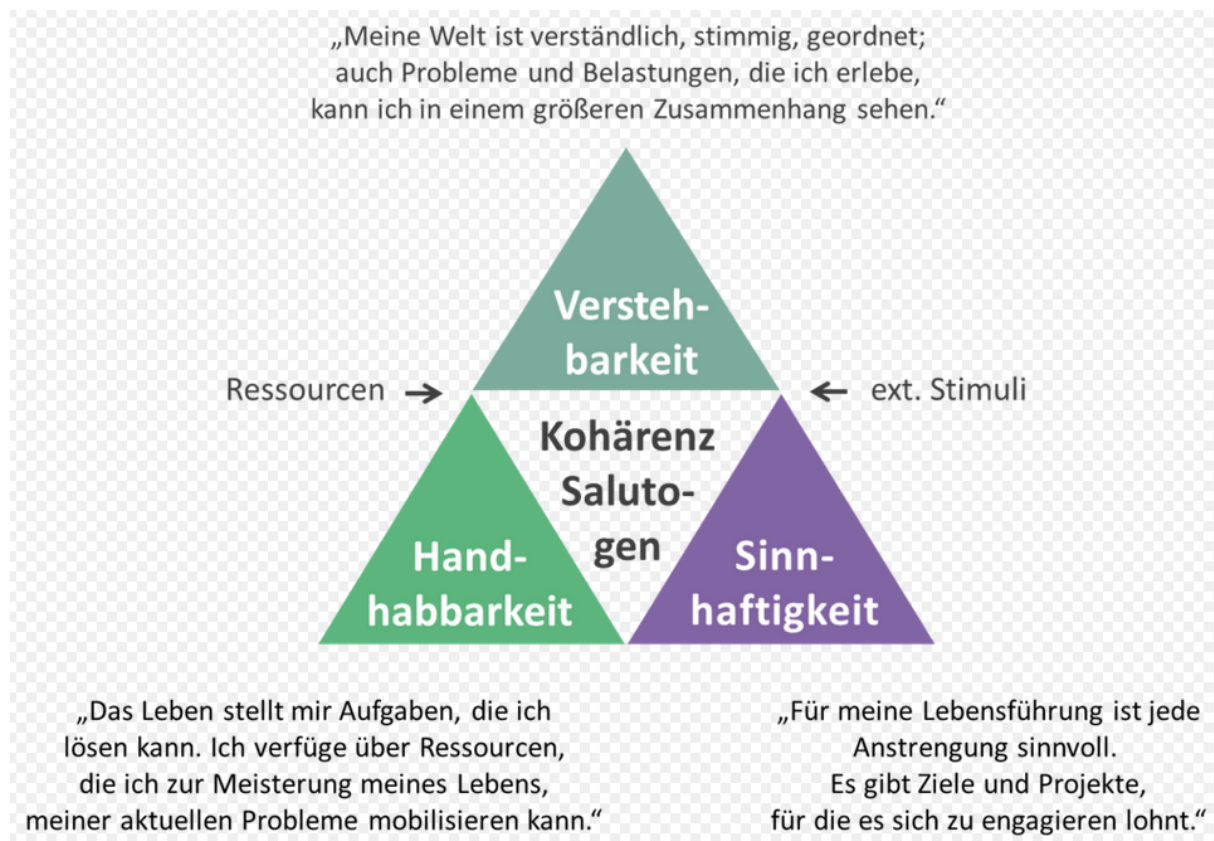 „Meine Welt ist verständlich, stimmig, geordnet;
auch Probleme und Belastungen, die ich erlebe,
kann ich in einem größeren Zusammenhang sehen.“
Versteh-
barkeit
Ressourcen →
← ext. Stimuli
Kohärenz
Saluto-
gen
Hand-
habbarkeit
Sinn-
haftigkeit
„Das Leben stellt mir Aufgaben, die ich
lösen kann. Ich verfüge über Ressourcen,
die ich zur Meisterung meines Lebens,
meiner aktuellen Probleme mobilisieren kann.“
„Für meine Lebensführung ist jede
Anstrengung sinnvoll.
Es gibt Ziele und Projekte,
für die es sich zu engagieren lohnt.“